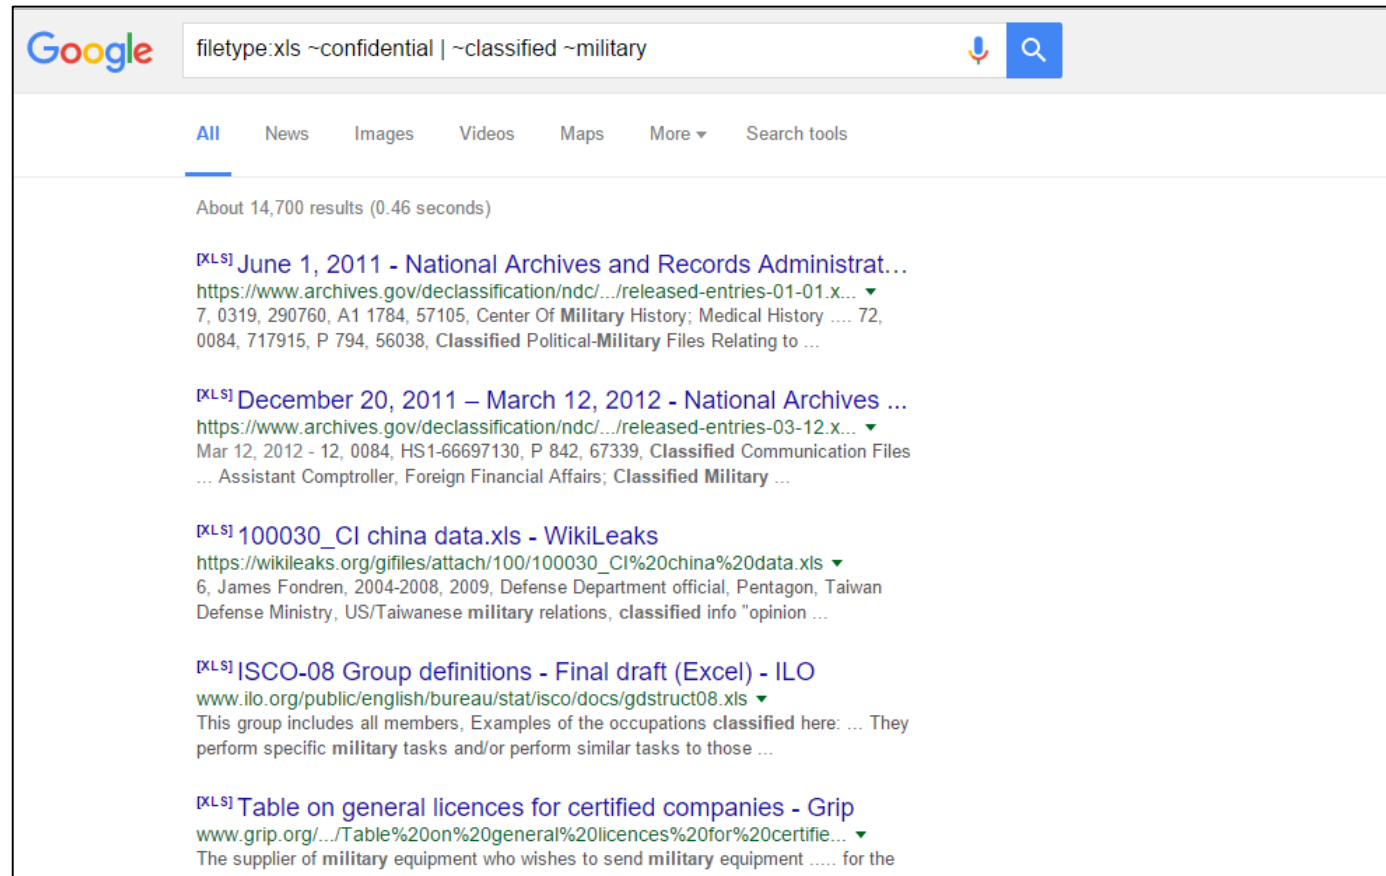 Google
filetype:xls ~confidential | ~classified ~military
All News Images Videos Maps More Search tools
About 14,700 results (0.46 seconds)
[XLS] June 1, 2011 - National Archives and Records Administrat...
https://www.archives.gov/declassification/ndc/.../released-entries-01-01.x...
7, 0319, 290760, A1 1784, 57105, Center Of Military History; Medical History .... 72,
0084, 717915, P 794, 56038, Classified Political-Military Files Relating to ...
[XLS] December 20, 2011 – March 12, 2012 - National Archives ...
https://www.archives.gov/declassification/ndc/.../released-entries-03-12.x...
Mar 12, 2012 - 12, 0084, HS1-66697130, P 842, 67339, Classified Communication Files
... Assistant Comptroller, Foreign Financial Affairs; Classified Military ...
[XLS] 100030_CI china data.xls - WikiLeaks
https://wikileaks.org/gifiles/attach/100/100030_CI%20china%20data.xls
6, James Fondren, 2004-2008, 2009, Defense Department official, Pentagon, Taiwan
Defense Ministry, US/Taiwanese military relations, classified info "opinion ...
[XLS] ISCO-08 Group definitions - Final draft (Excel) - ILO
www.ilo.org/public/english/bureau/stat/isco/docs/gdstruct08.xls
This group includes all members, Examples of the occupations classified here: ... They
perform specific military tasks and/or perform similar tasks to those ...
[XLS] Table on general licences for certified companies - Grip
www.grip.org/.../Table%20on%20general%20licences%20for%20certifie...
The supplier of military equipment who wishes to send military equipment ..... for the